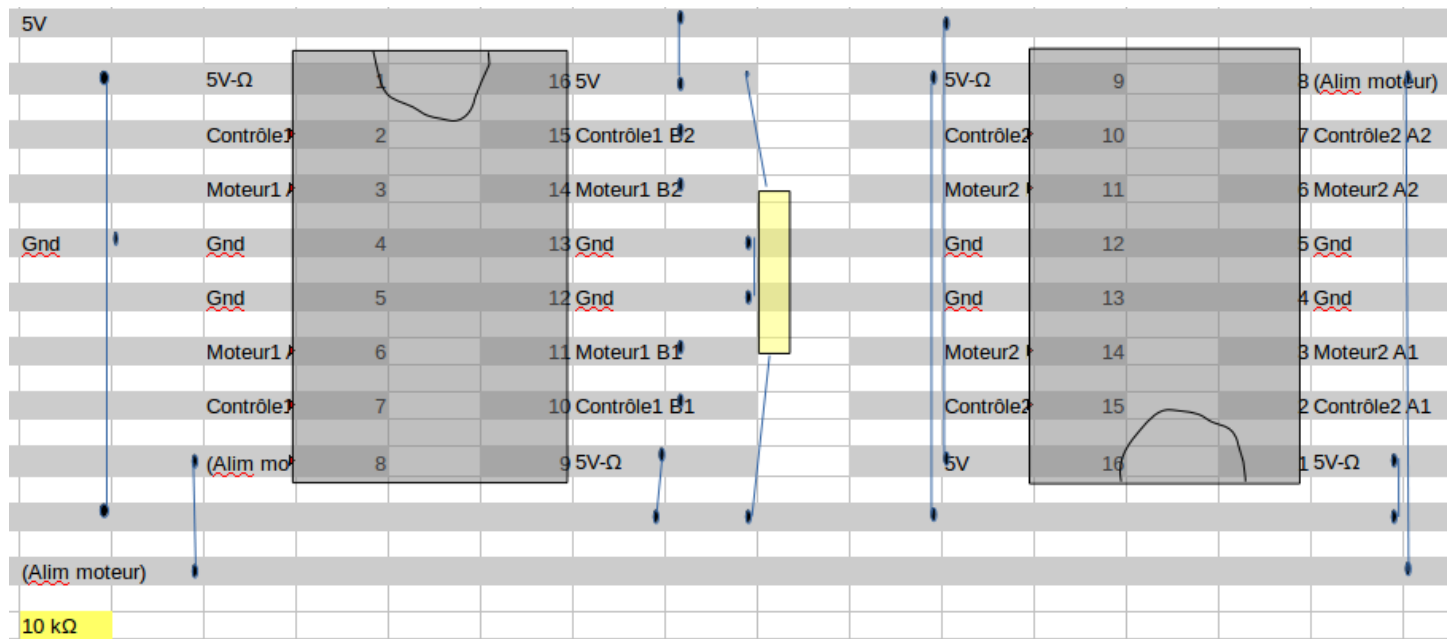 5V
5V-Ω 1 16 5V 5V-Ω 9 8 (Alim moteur)
Contrôle1 2 15 Contrôle1 B2 Contrôle2 10 7 Contrôle2 A2
Moteur1 A 3 14 Moteur1 B2 Moteur2 11 6 Moteur2 A2
Gnd Gnd 4 13 Gnd Gnd 12 5 Gnd
Gnd 5 12 Gnd Gnd 13 4 Gnd
Moteur1 A 6 11 Moteur1 B1 Moteur2 14 3 Moteur2 A1
Contrôle1 7 10 Contrôle1 B1 Contrôle2 15 2 Contrôle2 A1
(Alim mo 8 9 5V-Ω 5V 16 1 5V-Ω
(Alim moteur)
10 kΩ